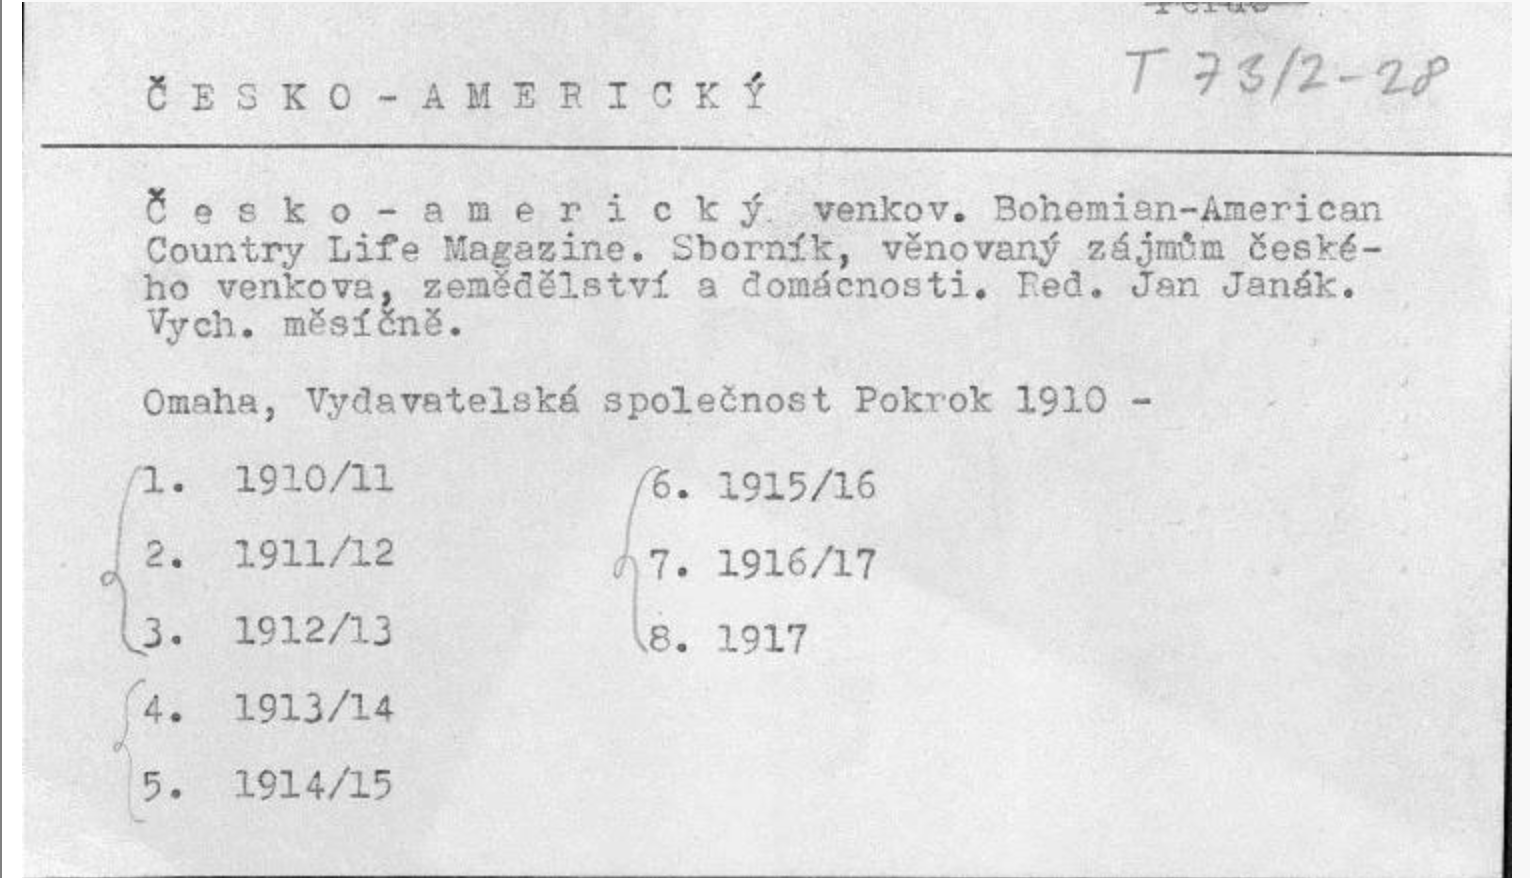 T 73/2-28
ČESKO-AMERICKÝ
Česko-americký venkov. Bohemian-American
Country Life Magazine. Sborník, věnovaný zájmům české-
ho venkova, zemědělství a domácnosti. Red. Jan Janák.
Vych. měsíčně.
Omaha, Vydavatelská společnost Pokrok 1910 -
1. 1910/11
2. 1911/12
3. 1912/13
4. 1913/14
5. 1914/15
6. 1915/16
7. 1916/17
8. 1917